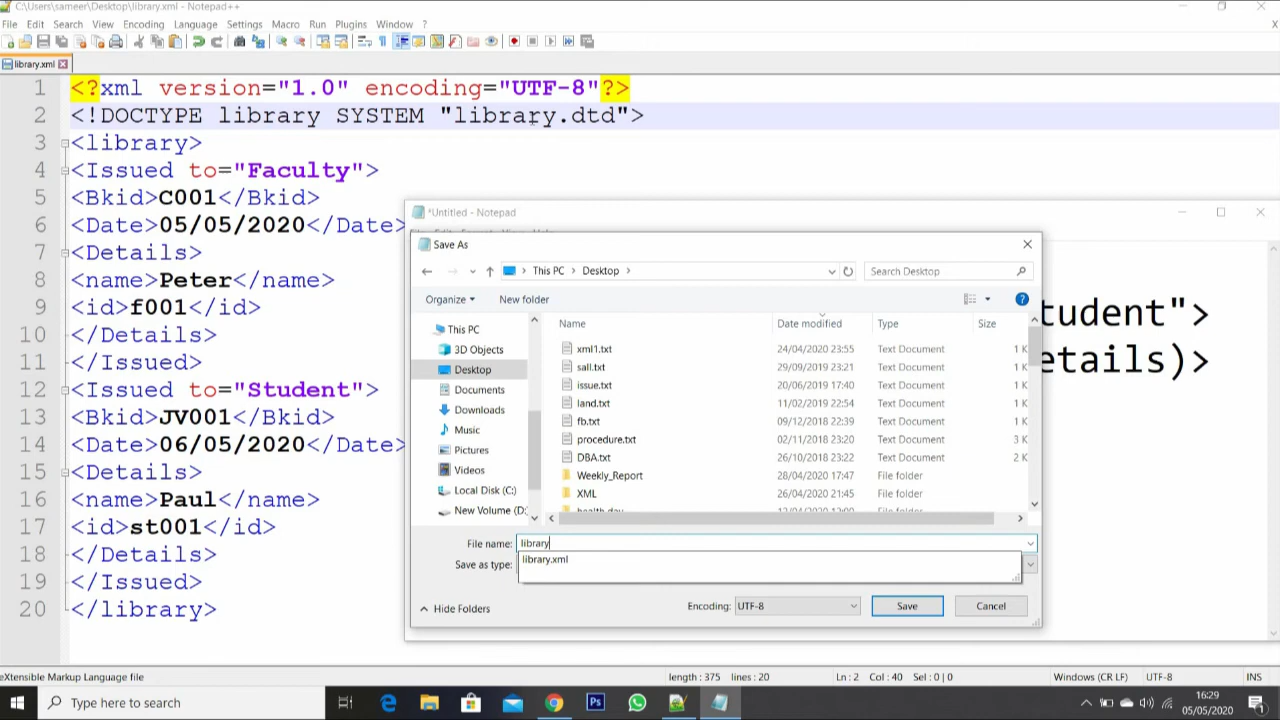 C:\Users\sameer\Desktop\library.xml - Notepad++
File Edit Search View Encoding Language Settings Macro Run Plugins Window ?
library.xml
1 <?xml version="1.0" encoding="UTF-8"?>
2 <!DOCTYPE library SYSTEM "library.dtd">
3 <library>
4 <Issued to="Faculty">
5 <Bkid>C001</Bkid>
6 <Date>05/05/2020</Date>
7 <Details>
8 <name>Peter</name>
9 <id>f001</id>
10 </Details>
11 </Issued>
12 <Issued to="Student">
13 <Bkid>JV001</Bkid>
14 <Date>06/05/2020</Date>
15 <Details>
16 <name>Paul</name>
17 <id>st001</id>
18 </Details>
19 </Issued>
20 </library>
*Untitled - Notepad
tudent">
etails)>
Save As
This PC > Desktop >
Search Desktop
Organize New folder
This PC
3D Objects
Desktop
Documents
Downloads
Music
Pictures
Videos
Local Disk (C:)
New Volume (D:
Name Date modified Type Size
xml1.txt 24/04/2020 23:55 Text Document 1 K
sall.txt 29/09/2019 23:21 Text Document 1 K
issue.txt 20/06/2019 17:40 Text Document 1 K
land.txt 11/02/2019 22:54 Text Document 1 K
fb.txt 09/12/2018 22:39 Text Document 1 K
procedure.txt 02/11/2018 23:20 Text Document 3 K
DBA.txt 26/10/2018 23:22 Text Document 2 K
Weekly_Report 28/04/2020 17:47 File folder
XML 26/04/2020 21:45 File folder
File name: library
library.xml
Save as type:
Hide Folders
Encoding: UTF-8
Save
Cancel
eXtensible Markup Language file
length : 375 lines : 20
Ln : 2 Col : 40 Sel : 0 | 0
Windows (CR LF)
UTF-8
INS
Type here to search
16:29
05/05/2020